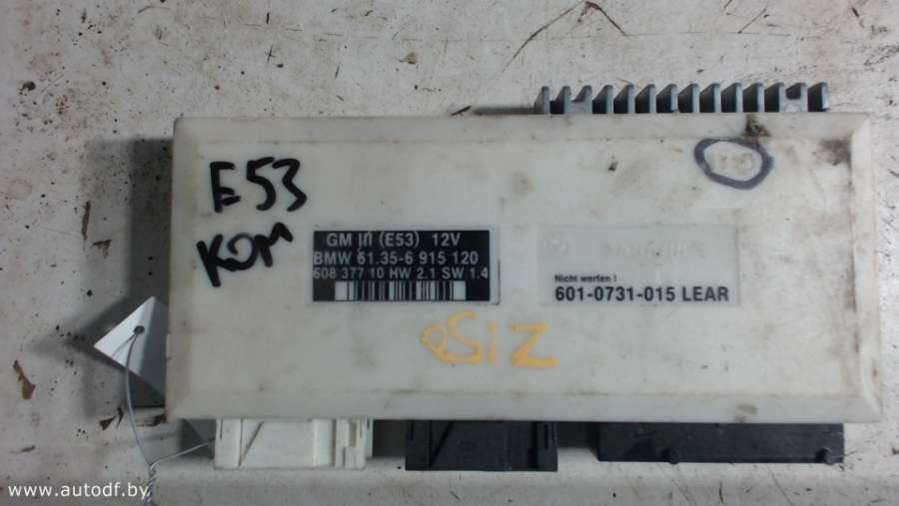 E53
КОМ
GM III (E53) 12V
BMW 61.35-6 915 120
608 377 10 HW 2.1 SW 1.4
Nicht werfen !
601-0731-015 LEAR
www.autodf.by